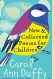 New &
Collected
Poems for
Children
Carol Ann Duffy